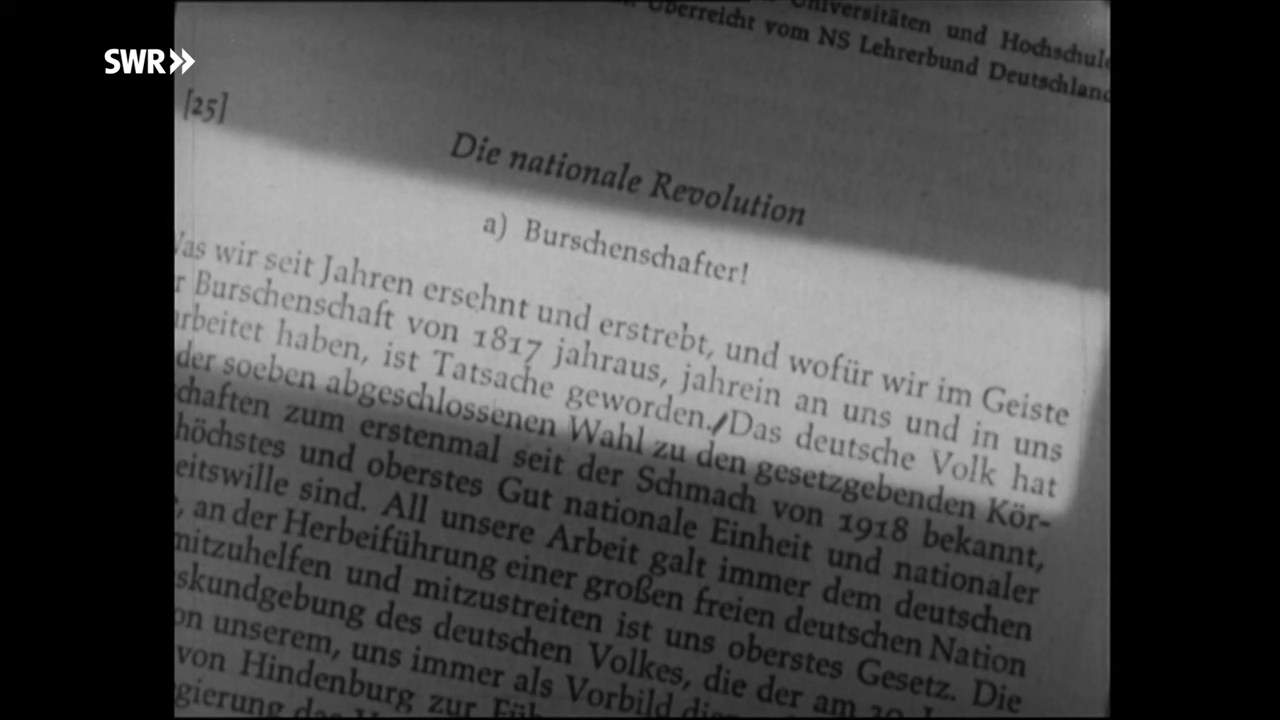 SWR
Universitäten und Hochschule
Überreicht vom NS Lehrerbund Deutschland
[25]
Die nationale Revolution
a) Burschenschafter!
Was wir seit Jahren ersehnt und erstrebt, und wofür wir im Geiste
r Burschenschaft von 1817 jahraus, jahrein an uns und in uns
arbeitet haben, ist Tatsache geworden. Das deutsche Volk hat
der soeben abgeschlossenen Wahl zu den gesetzgebenden Kör-
chaften zum erstenmal seit der Schmach von 1918 bekannt,
höchstes und oberstes Gut nationale Einheit und nationaler
eitswille sind. All unsere Arbeit galt immer dem deutschen
, an der Herbeiführung einer großen freien deutschen Nation
mitzuhelfen und mitzustreiten ist uns oberstes Gesetz. Die
skundgebung des deutschen Volkes, die der am
on unserem, uns immer als Vorbild
von Hindenburg zur
gierung